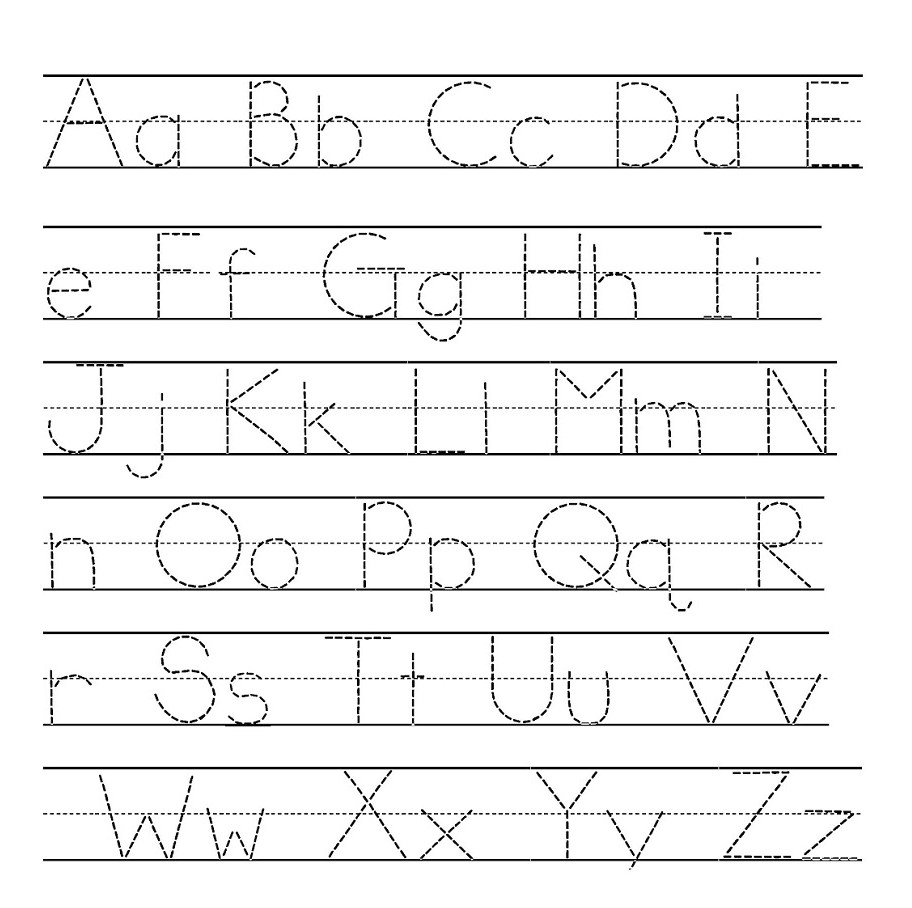 Aa Bb Cc Dd E
e Ff Gg Hh Ii
Jj Kk Ll Mm N
n Oo Pp Qq R
r Ss Tt Uu Vv
Ww Xx Yy Zz